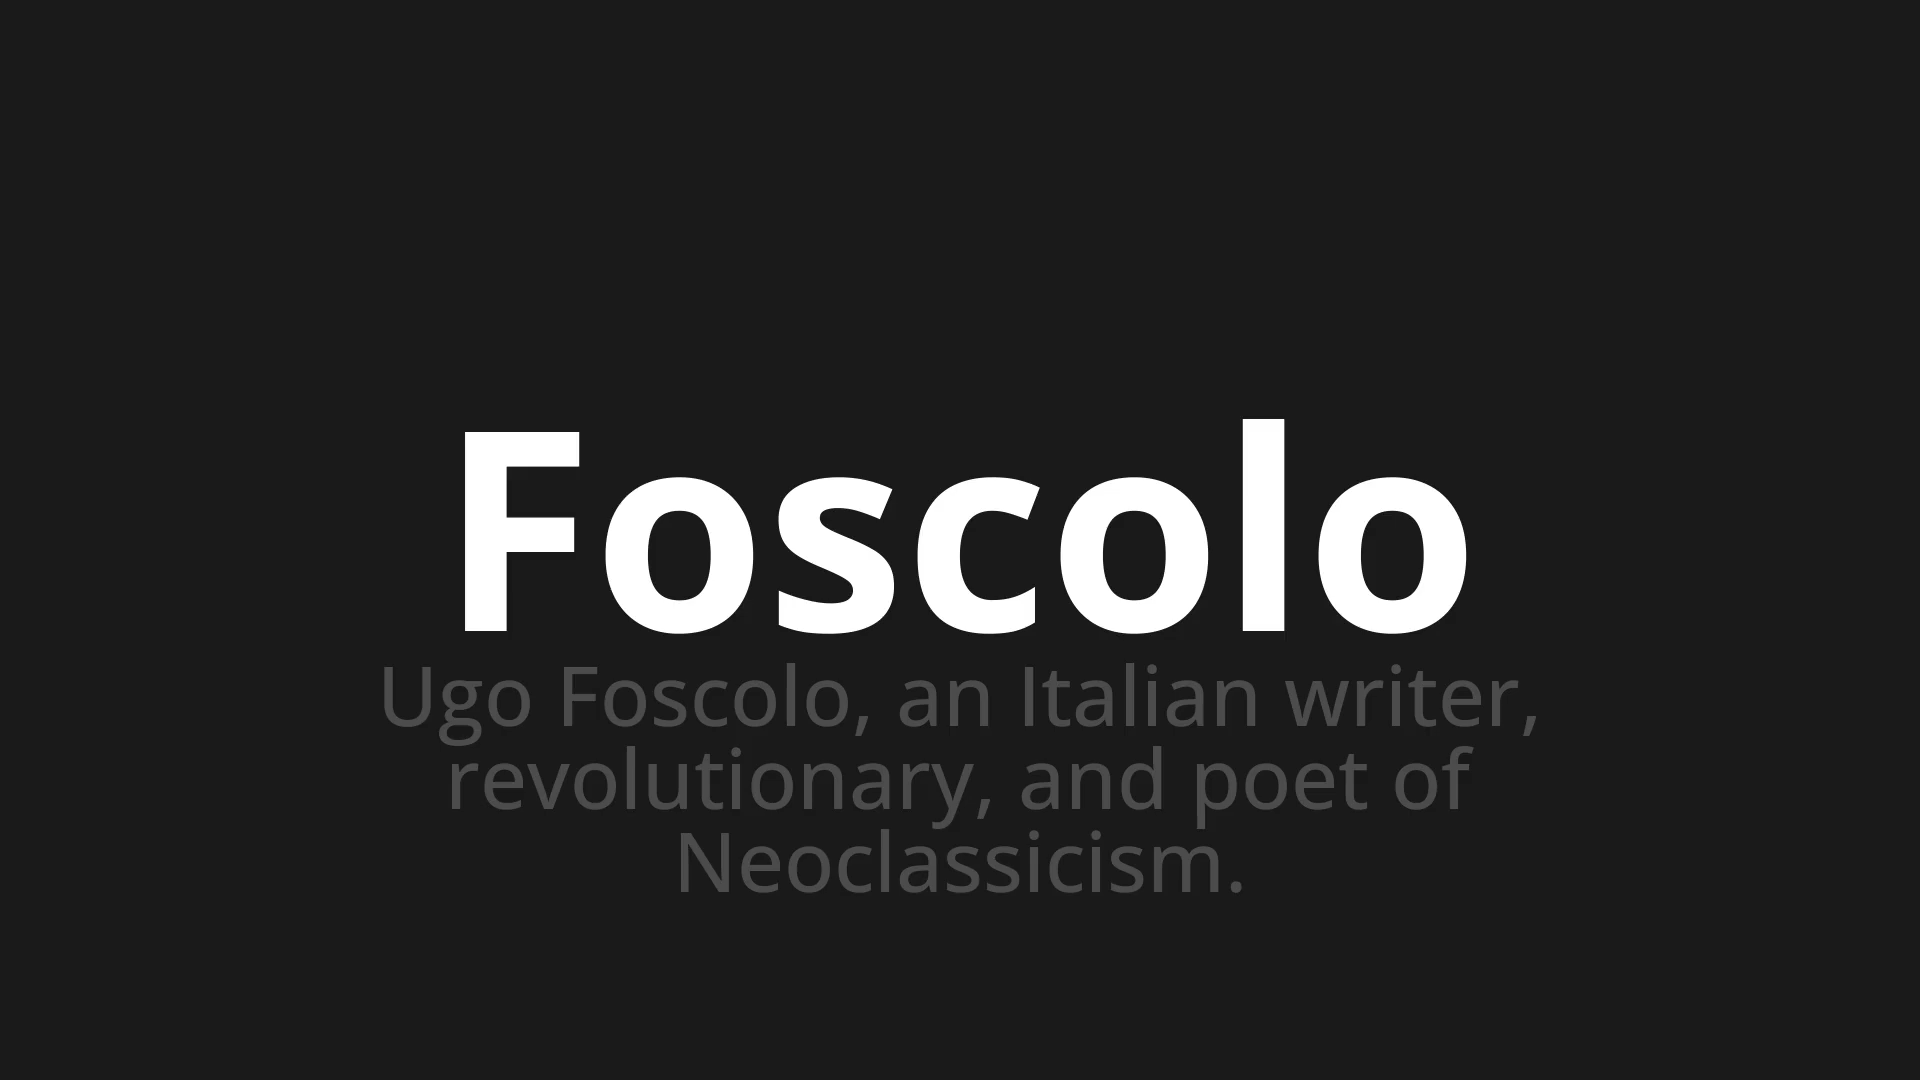 Foscolo
Ugo Foscolo, an Italian writer,
revolutionary, and poet of
Neoclassicism.